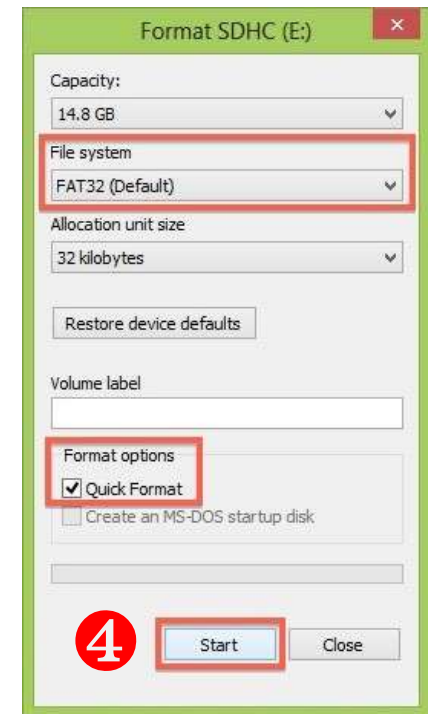 Format SDHC (E:)
×
Capacity:
14.8 GB
File system
FAT32 (Default)
Allocation unit size
32 kilobytes
Restore device defaults
Volume label
Format options
Quick Format
Create an MS-DOS startup disk
4 Start Close